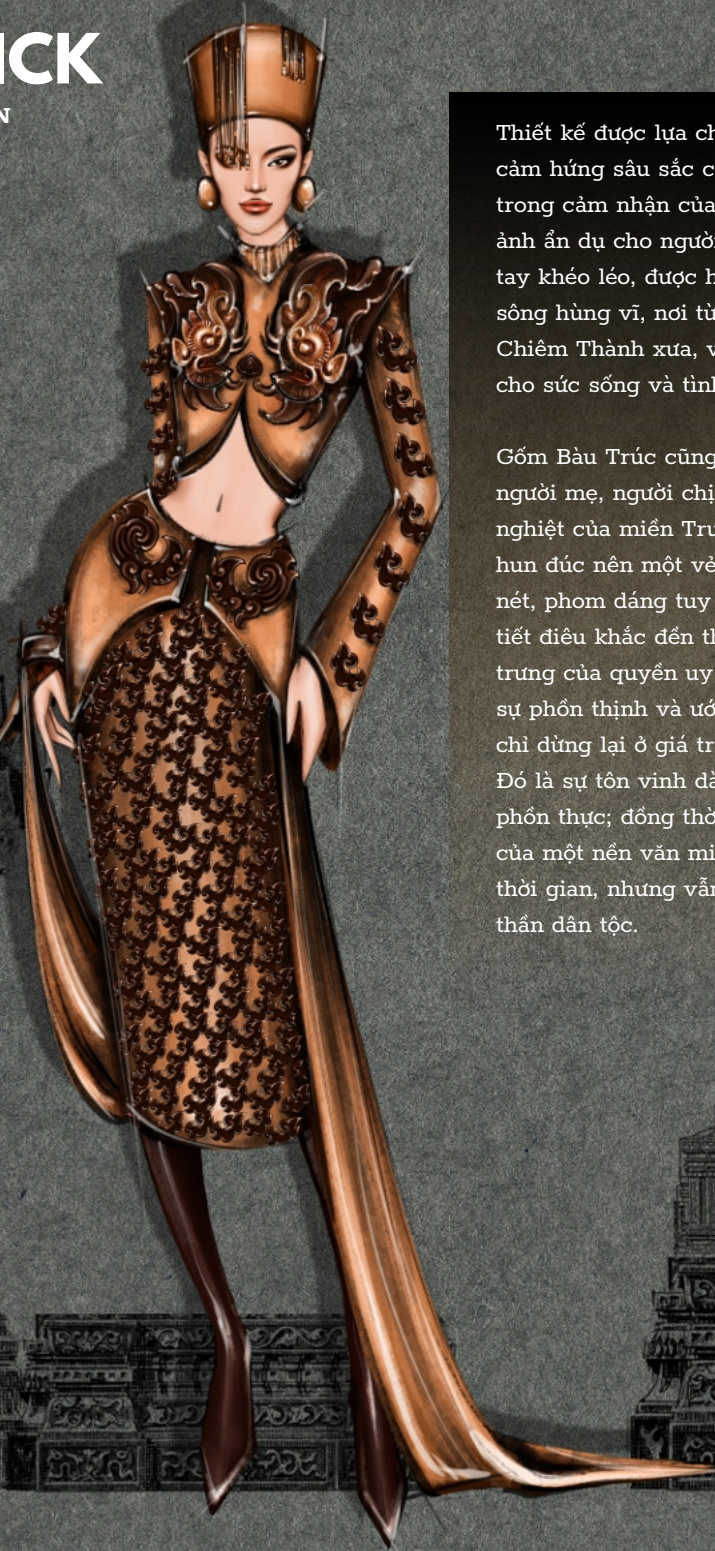 ICK
N
Thiết kế được lựa ch
cảm hứng sâu sắc c
trong cảm nhận của
ảnh ẩn dụ cho người
tay khéo léo, được h
sông hùng vĩ, nơi từ
Chiêm Thành xưa, v
cho sức sống và tình
Gốm Bàu Trúc cũng
người mẹ, người chị
nghiệt của miền Tru
hun đúc nên một vẻ
nét, phom dáng tuy
tiết điêu khắc đền th
trưng của quyền uy
sự phồn thịnh và ướ
chỉ dừng lại ở giá tr
Đó là sự tôn vinh dà
phồn thực; đồng thờ
của một nền văn mi
thời gian, nhưng vẫn
thần dân tộc.